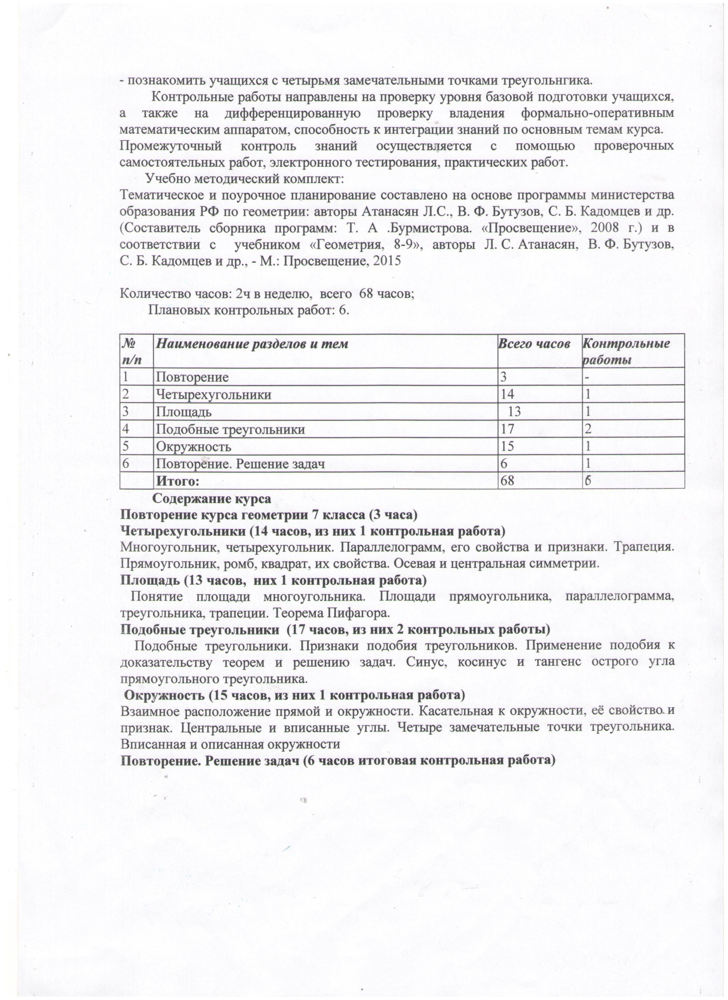 - познакомить учащихся с четырьмя замечательными точками треугольнгика.
Контрольные работы направлены на проверку уровня базовой подготовки учащихся,
а также на дифференцированную проверку владения формально-оперативным
математическим аппаратом, способность к интеграции знаний по основным темам курса.
Промежуточный контроль знаний осуществляется с помощью проверочных
самостоятельных работ, электронного тестирования, практических работ.
Учебно методический комплект:
Тематическое и поурочное планирование составлено на основе программы министерства
образования РФ по геометрии: авторы Атанасян Л.С., В. Ф. Бутузов, С. Б. Кадомцев и др.
(Составитель сборника программ: Т. А .Бурмистрова. «Просвещение», 2008 г.) и в
соответствии с учебником «Геометрия, 8-9», авторы Л. С. Атанасян, В. Ф. Бутузов,
С. Б. Кадомцев и др., - М.: Просвещение, 2015
Количество часов: 2ч в неделю, всего 68 часов;
Плановых контрольных работ: 6.
№ Наименование разделов и тем Всего часов Контрольные
п/п работы
1 Повторение 3 -
2 Четырехугольники 14 1
3 Площадь 13 1
4 Подобные треугольники 17 2
5 Окружность 15 1
6 Повторение. Решение задач 6 1
Итого: 68 6
Содержание курса
Повторение курса геометрии 7 класса (3 часа)
Четырехугольники (14 часов, из них 1 контрольная работа)
Многоугольник, четырехугольник. Параллелограмм, его свойства и признаки. Трапеция.
Прямоугольник, ромб, квадрат, их свойства. Осевая и центральная симметрии.
Площадь (13 часов, них 1 контрольная работа)
Понятие площади многоугольника. Площади прямоугольника, параллелограмма,
треугольника, трапеции. Теорема Пифагора.
Подобные треугольники (17 часов, из них 2 контрольных работы)
Подобные треугольники. Признаки подобия треугольников. Применение подобия к
доказательству теорем и решению задач. Синус, косинус и тангенс острого угла
прямоугольного треугольника.
Окружность (15 часов, из них 1 контрольная работа)
Взаимное расположение прямой и окружности. Касательная к окружности, её свойство и
признак. Центральные и вписанные углы. Четыре замечательные точки треугольника.
Вписанная и описанная окружности
Повторение. Решение задач (6 часов итоговая контрольная работа)